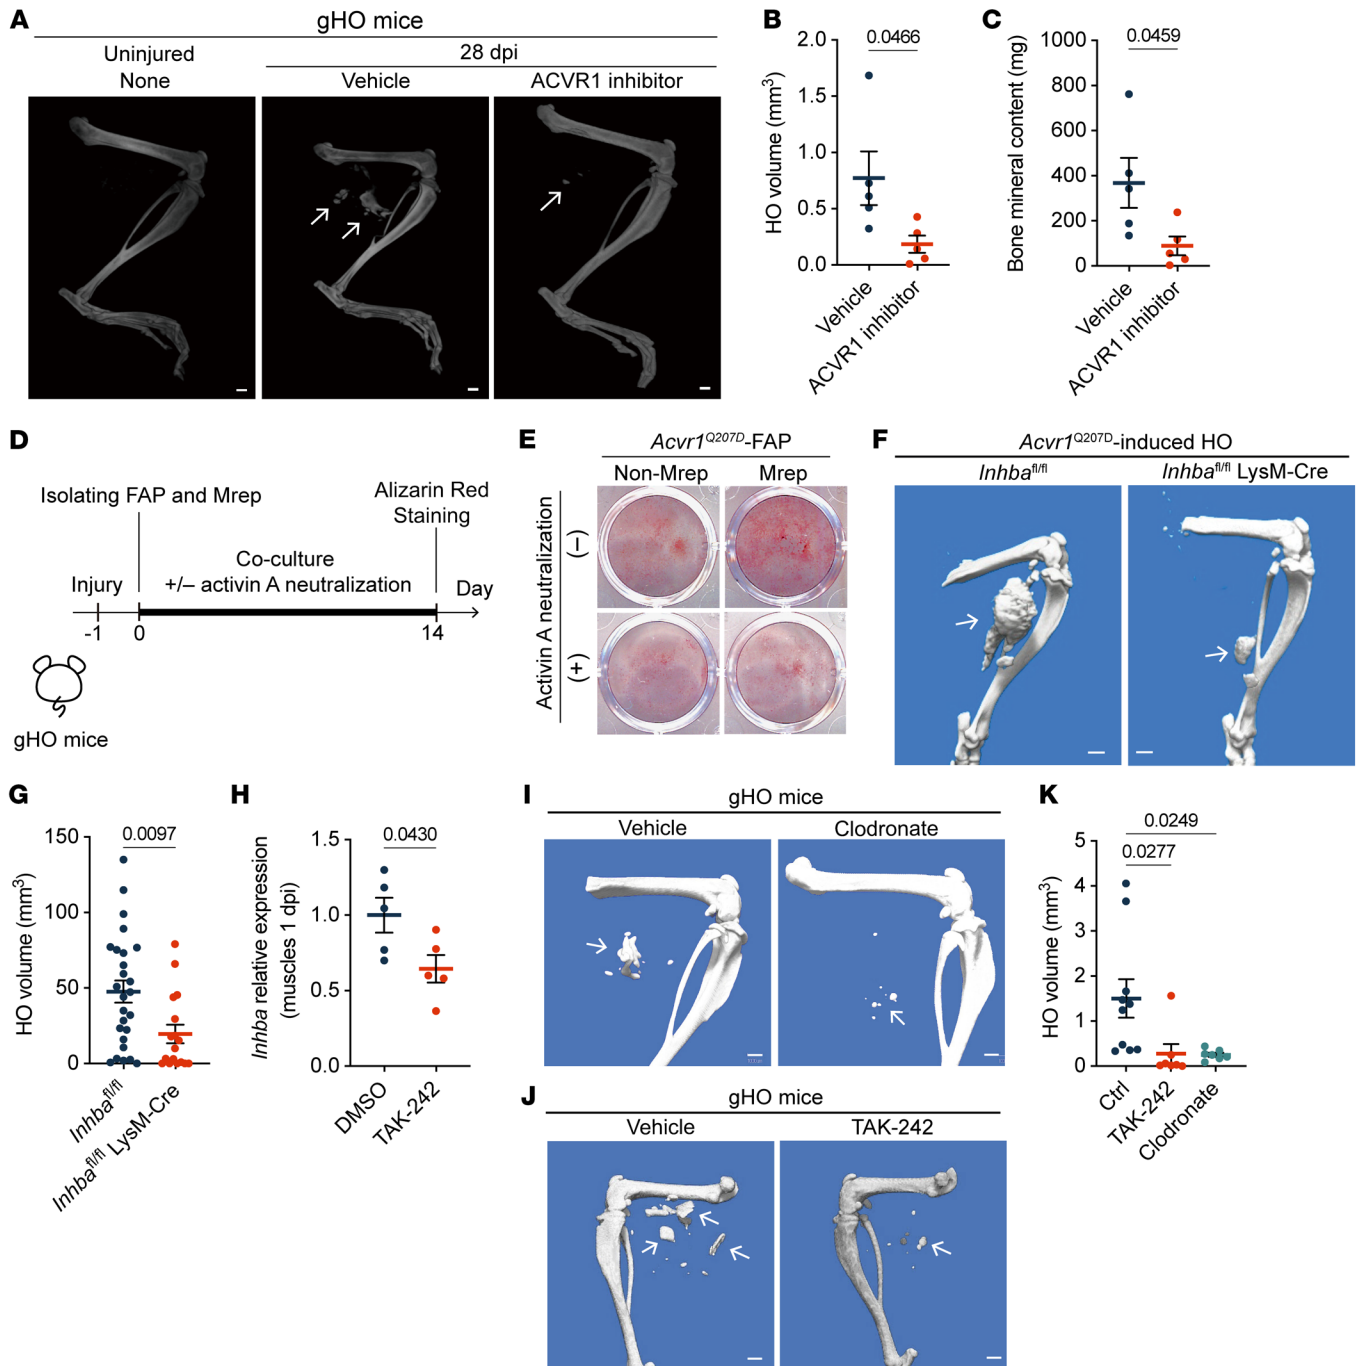 A
gHO mice
Uninjured
None
28 dpi
Vehicle
ACVR1 inhibitor
B
HO volume (mm³)
2.0
1.5
1.0
0.5
0.0
0.0466
Vehicle
ACVR1 inhibitor
C
Bone mineral content (mg)
1000
800
600
400
200
0
0.0459
Vehicle
ACVR1 inhibitor
D
Isolating FAP and Mrep
Alizarin Red
Staining
Co-culture
+/– activin A neutralization
Injury
Day
-1
0
14
gHO mice
E
Acvr1Q207D-FAP
Non-Mrep
Mrep
Activin A neutralization
(–)
(+)
F
Acvr1Q207D-induced HO
Inhbafl/fl
Inhbafl/fl LysM-Cre
G
HO volume (mm³)
150
100
50
0
0.0097
Inhbafl/fl
Inhbafl/fl LysM-Cre
H
Inhba relative expression
(muscles 1 dpi)
1.5
1.0
0.5
0.0
0.0430
DMSO
TAK-242
I
gHO mice
Vehicle
Clodronate
J
gHO mice
Vehicle
TAK-242
K
HO volume (mm³)
5
4
3
2
1
0
0.0249
0.0277
Ctrl
TAK-242
Clodronate